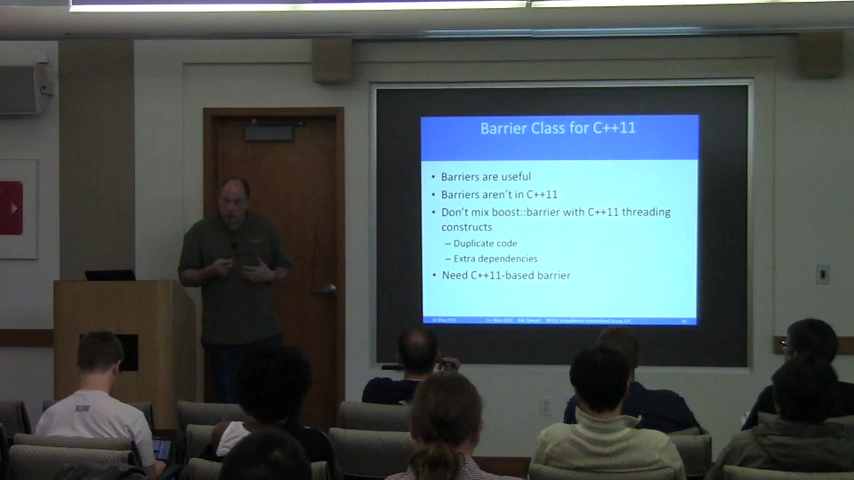 Barrier Class for C++11
• Barriers are useful
• Barriers aren't in C++11
• Don't mix boost::barrier with C++11 threading
constructs
– Duplicate code
– Extra dependencies
• Need C++11-based barrier